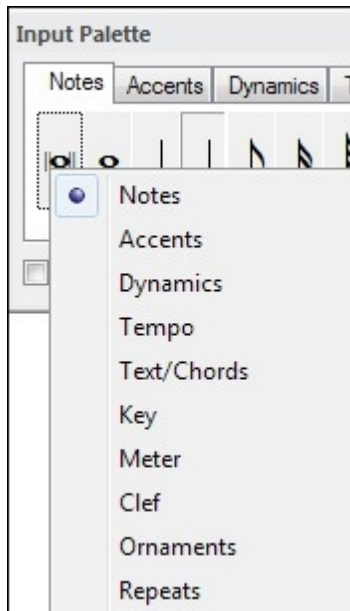 Input Palette
Notes Accents Dynamics
Notes
Accents
Dynamics
Tempo
Text/Chords
Key
Meter
Clef
Ornaments
Repeats